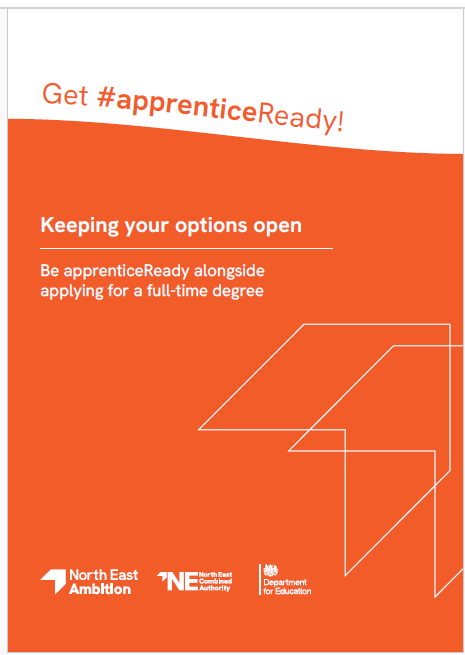 Get #apprenticeReady!
Keeping your options open
Be apprenticeReady alongside
applying for a full-time degree
North East
Ambition
NE
North East
Combined
Authority
Department
for Education